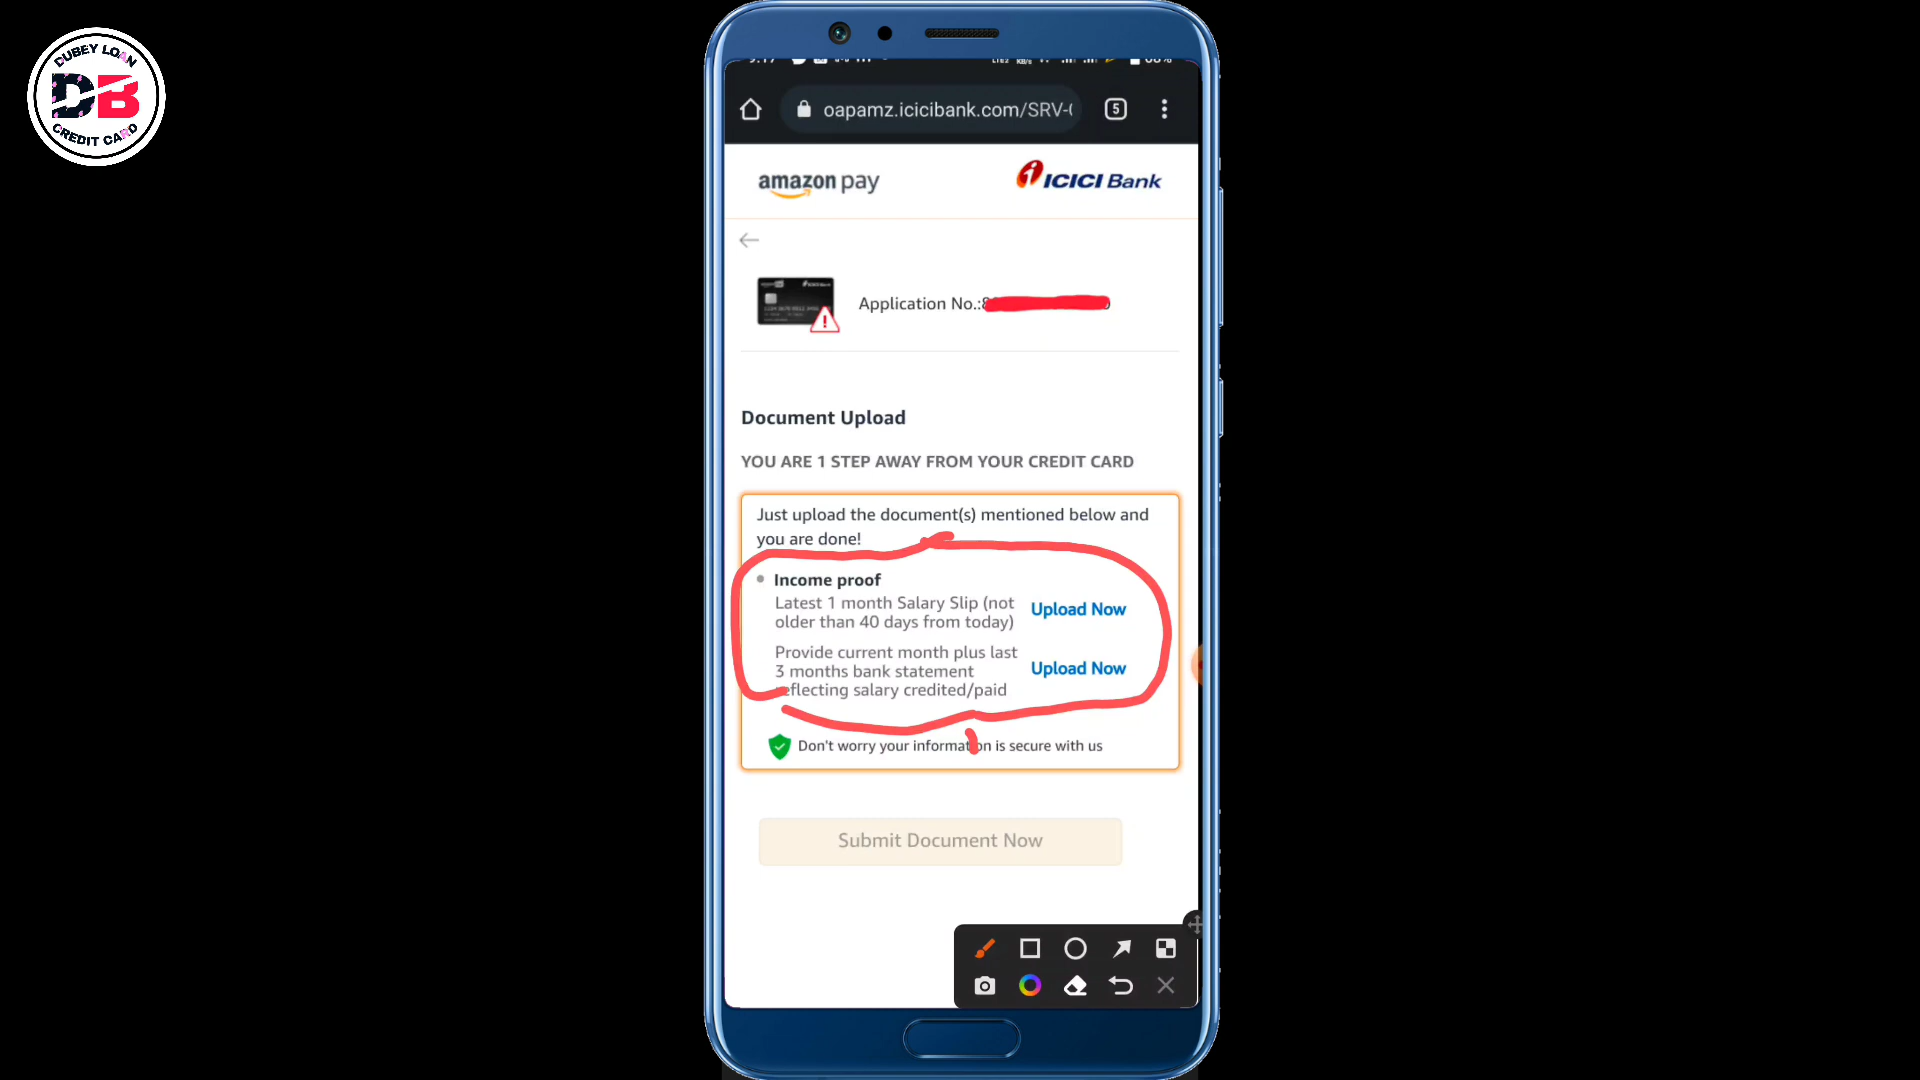 DUBEY LOAN
DB
CREDIT CARD
oapamz.icicibank.com/SRV-
5
amazon pay
ICICI Bank
Application No.:
Document Upload
YOU ARE 1 STEP AWAY FROM YOUR CREDIT CARD
Just upload the document(s) mentioned below and
you are done!
Income proof
Latest 1 month Salary Slip (not
older than 40 days from today)
Upload Now
Provide current month plus last
3 months bank statement
reflecting salary credited/paid
Upload Now
Don't worry your information is secure with us
Submit Document Now